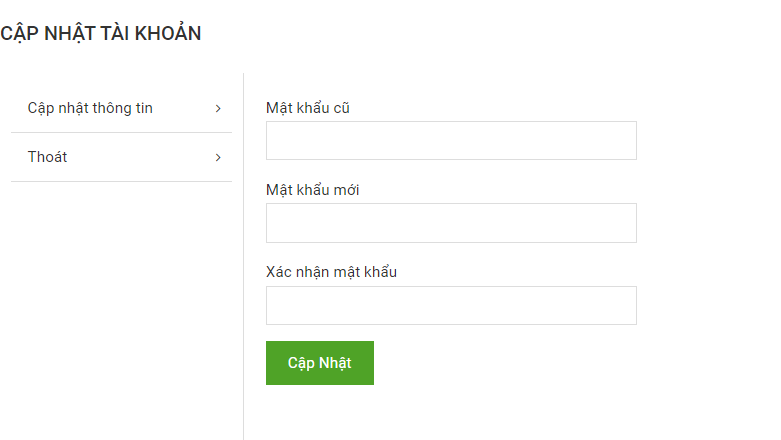 CẬP NHẬT TÀI KHOẢN
Cập nhật thông tin
Thoát
Mật khẩu cũ
Mật khẩu mới
Xác nhận mật khẩu
Cập Nhật